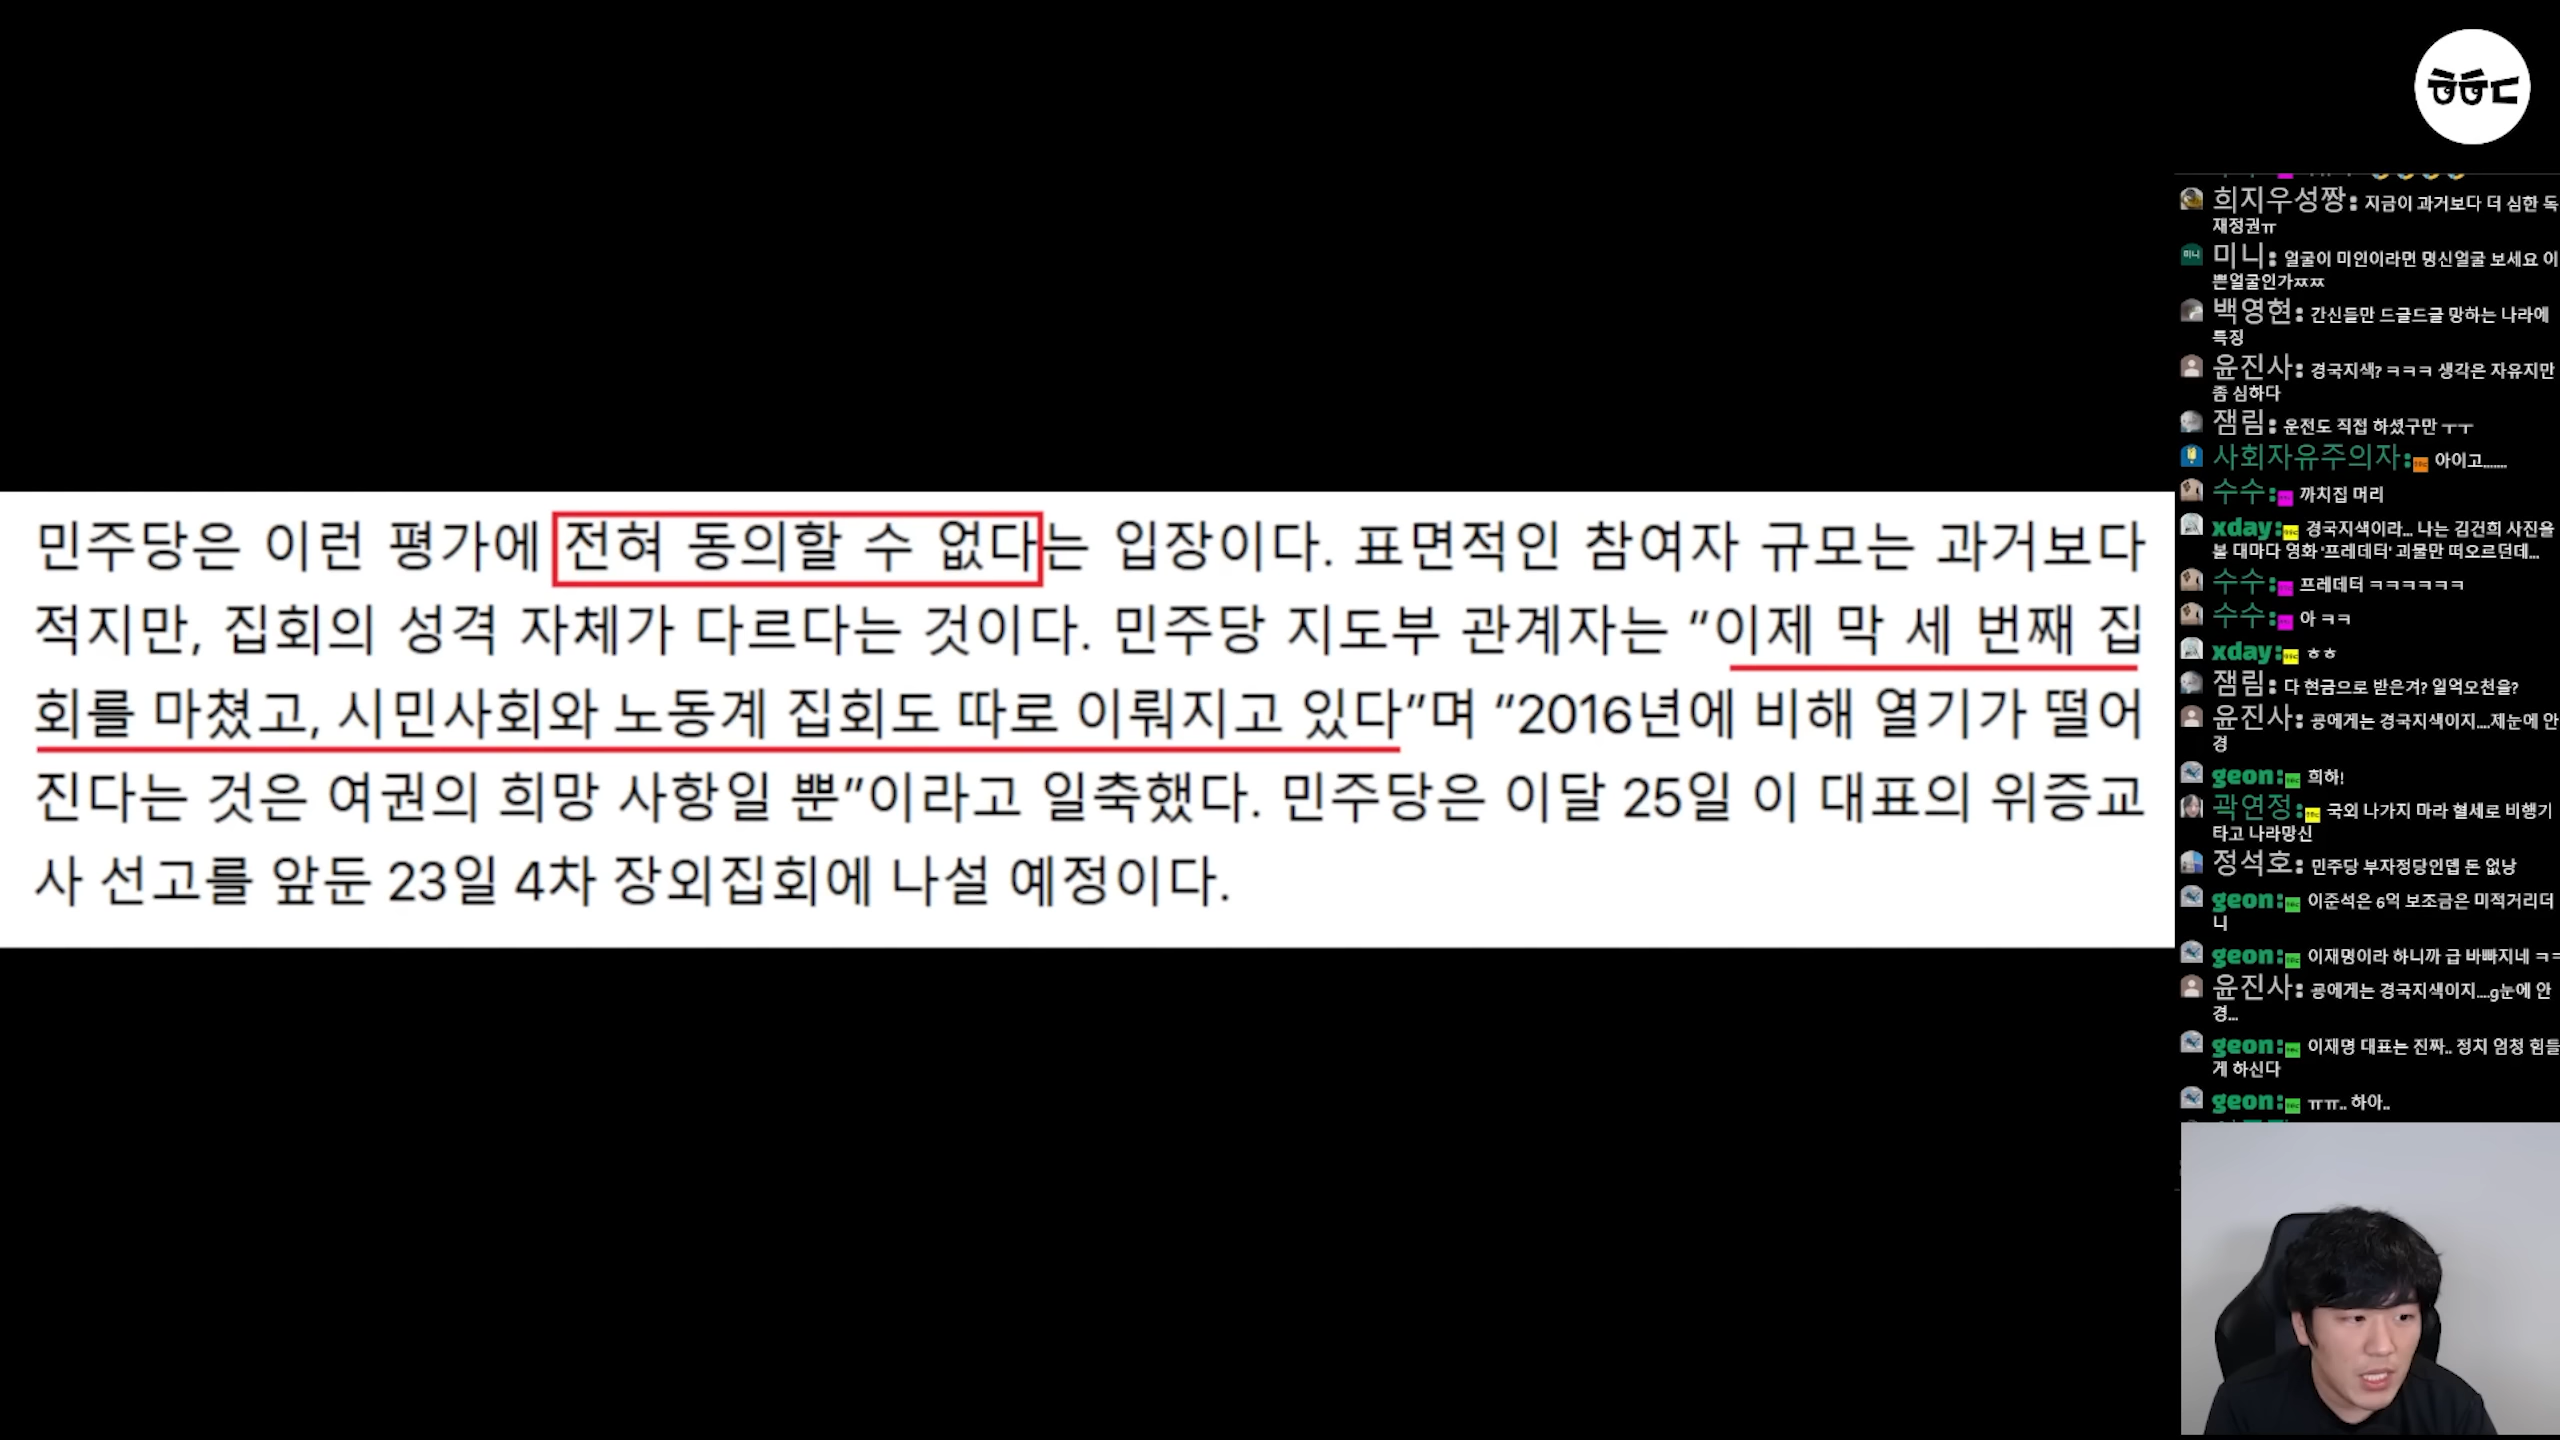 ㅎㅎㄷ
민주당은 이런 평가에 전혀 동의할 수 없다는 입장이다. 표면적인 참여자 규모는 과거보다
적지만, 집회의 성격 자체가 다르다는 것이다. 민주당 지도부 관계자는 "이제 막 세 번째 집
회를 마쳤고, 시민사회와 노동계 집회도 따로 이뤄지고 있다"며 "2016년에 비해 열기가 떨어
진다는 것은 여권의 희망 사항일 뿐"이라고 일축했다. 민주당은 이달 25일 이 대표의 위증교
사 선고를 앞둔 23일 4차 장외집회에 나설 예정이다.
희지우성짱: 지금이 과거보다 더 심한 독
재정권ㅠ
미니
미니: 얼굴이 미인이라면 명신얼굴 보세요 이
쁜얼굴인가ㅉㅉ
백영현: 간신들만 드글드글 망하는 나라에
특징
윤진사: 경국지색? ㅋㅋㅋ 생각은 자유지만
좀 심하다
잼림: 운전도 직접 하셨구만 ㅜㅜ
사회자유주의자: 아이고.......
수수: 까치집 머리
xday: 경국지색이라... 나는 김건희 사진을
볼 대마다 영화 '프레데터' 괴물만 떠오르던데...
수수: 프레데터 ㅋㅋㅋㅋㅋㅋ
수수: 아 ㅋㅋ
xday: ㅎㅎ
잼림: 다 현금으로 받은겨? 일억오천을?
윤진사: 굥에게는 경국지색이지....제눈에 안
경
geon: 희하!
곽연정: 국외 나가지 마라 혈세로 비행기
타고 나라망신
정석호: 민주당 부자정당인뎁 돈 없낭
geon: 이준석은 6억 보조금은 미적거리더
니
geon: 이재명이라 하니까 급 바빠지네 ㅋㅋ
윤진사: 굥에게는 경국지색이지....g눈에 안
경...
geon: 이재명 대표는 진짜.. 정치 엄청 힘들
게 하신다
geon: ㅠㅠ.. 하아..